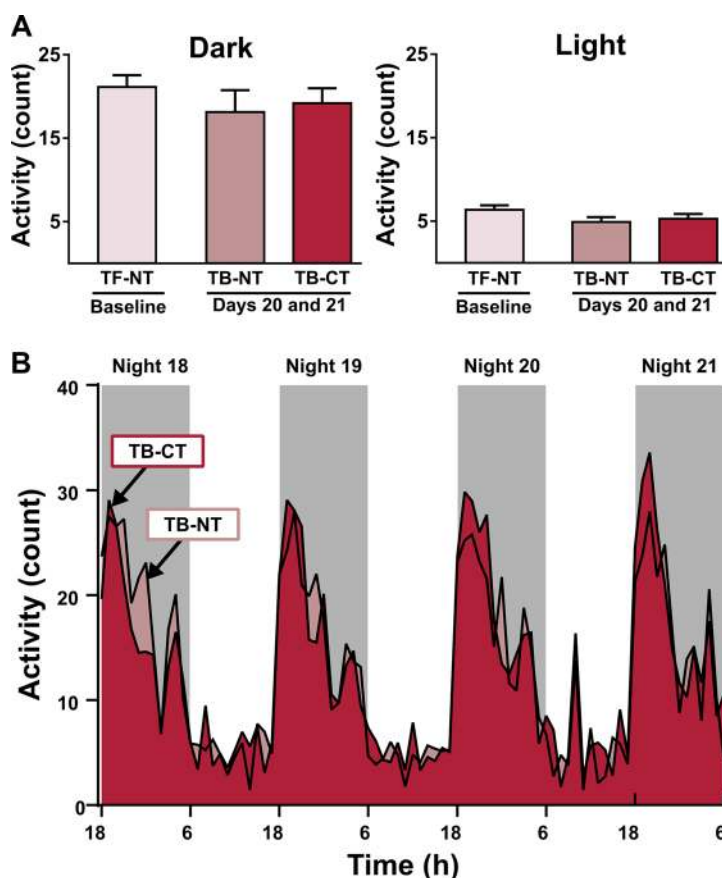 A
Dark
Light
Activity (count)
25
15
5
TF-NT
TB-NT
TB-CT
Baseline
Days 20 and 21
Activity (count)
25
15
5
TF-NT
TB-NT
TB-CT
Baseline
Days 20 and 21
B
Night 18
Night 19
Night 20
Night 21
Activity (count)
40
30
20
10
0
TB-CT
TB-NT
18
6
18
6
18
6
18
6
Time (h)